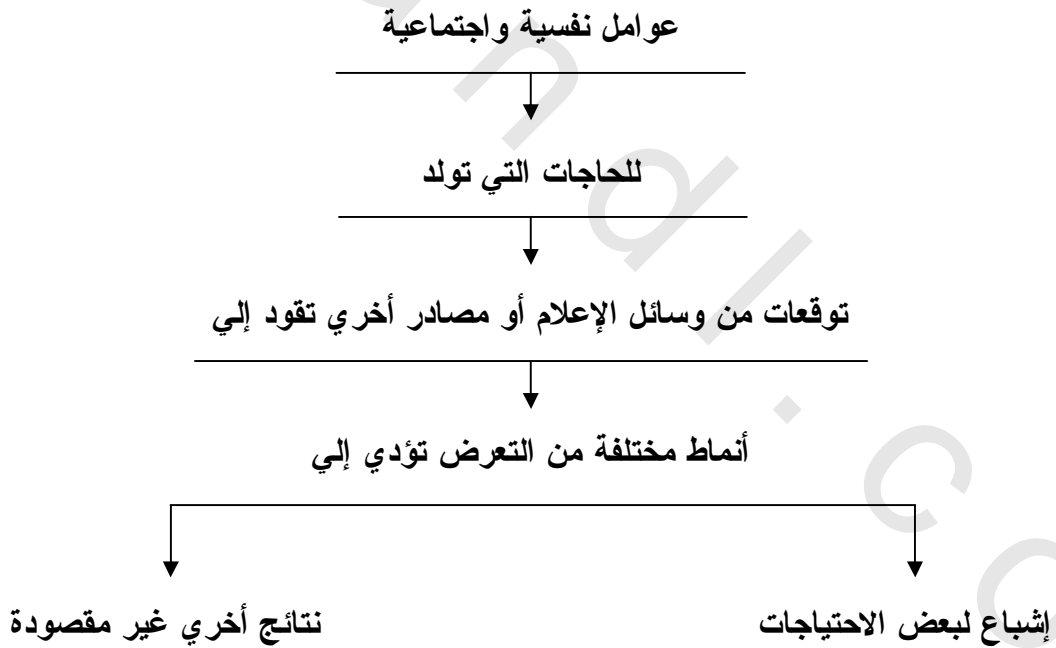 عوامل نفسية واجتماعية
للحاجات التي تولد
توقعات من وسائل الإعلام أو مصادر أخري تقود إلي
أنماط مختلفة من التعرض تؤدي إلي
إشباع لبعض الاحتياجات
نتائج أخري غير مقصودة